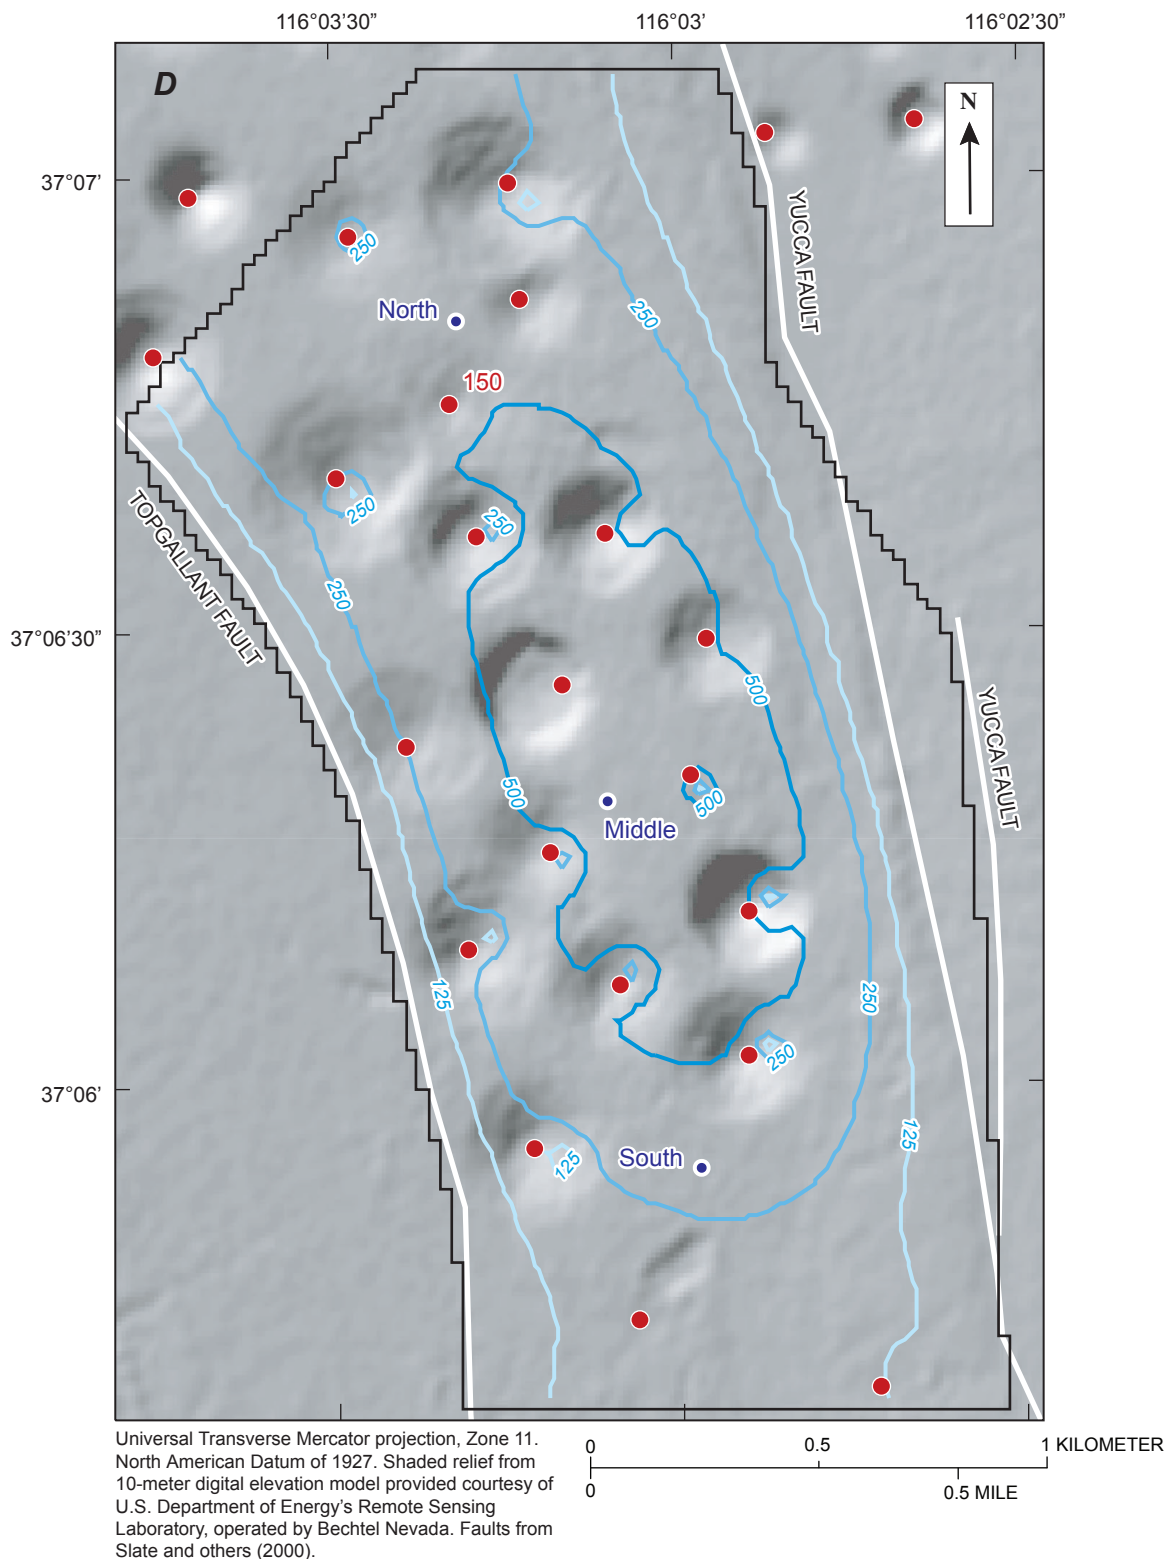 116°03’30” 116°03’ 116°02’30”
D
N
37°07’
YUCCA FAULT
250
North
250
150
250
250
TOPGALLANT FAULT
250
37°06’30”
500
YUCCA FAULT
500
500
Middle
125
250
250
37°06’
125
South
125
Universal Transverse Mercator projection, Zone 11.
North American Datum of 1927. Shaded relief from
10-meter digital elevation model provided courtesy of
U.S. Department of Energy’s Remote Sensing
Laboratory, operated by Bechtel Nevada. Faults from
Slate and others (2000).
0 0.5 1 KILOMETER
0 0.5 MILE